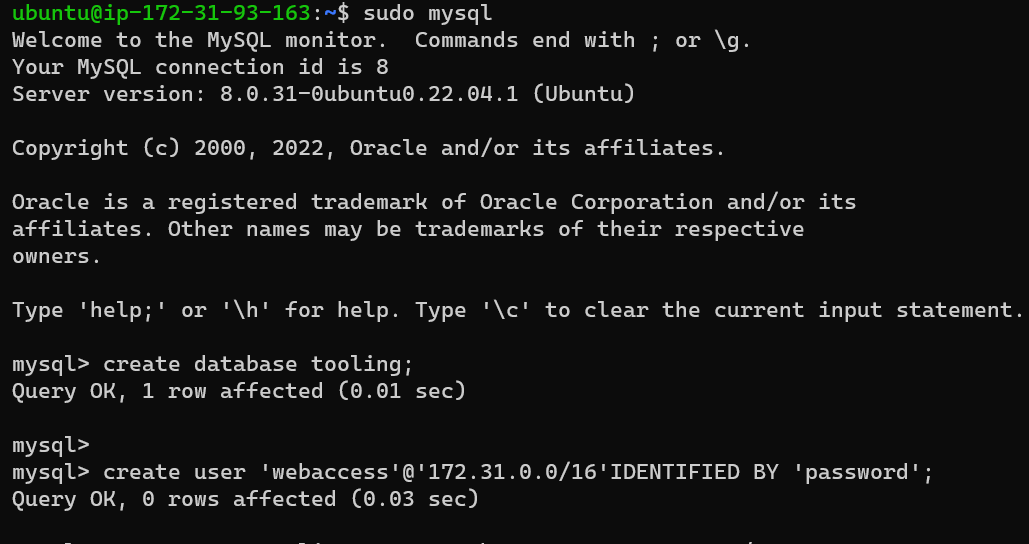 ubuntu@ip-172-31-93-163:~$ sudo mysql
Welcome to the MySQL monitor.  Commands end with ; or \g.
Your MySQL connection id is 8
Server version: 8.0.31-0ubuntu0.22.04.1 (Ubuntu)
Copyright (c) 2000, 2022, Oracle and/or its affiliates.
Oracle is a registered trademark of Oracle Corporation and/or its
affiliates. Other names may be trademarks of their respective
owners.
Type 'help;' or '\h' for help. Type '\c' to clear the current input statement.
mysql> create database tooling;
Query OK, 1 row affected (0.01 sec)
mysql>
mysql> create user 'webaccess'@'172.31.0.0/16'IDENTIFIED BY 'password';
Query OK, 0 rows affected (0.03 sec)